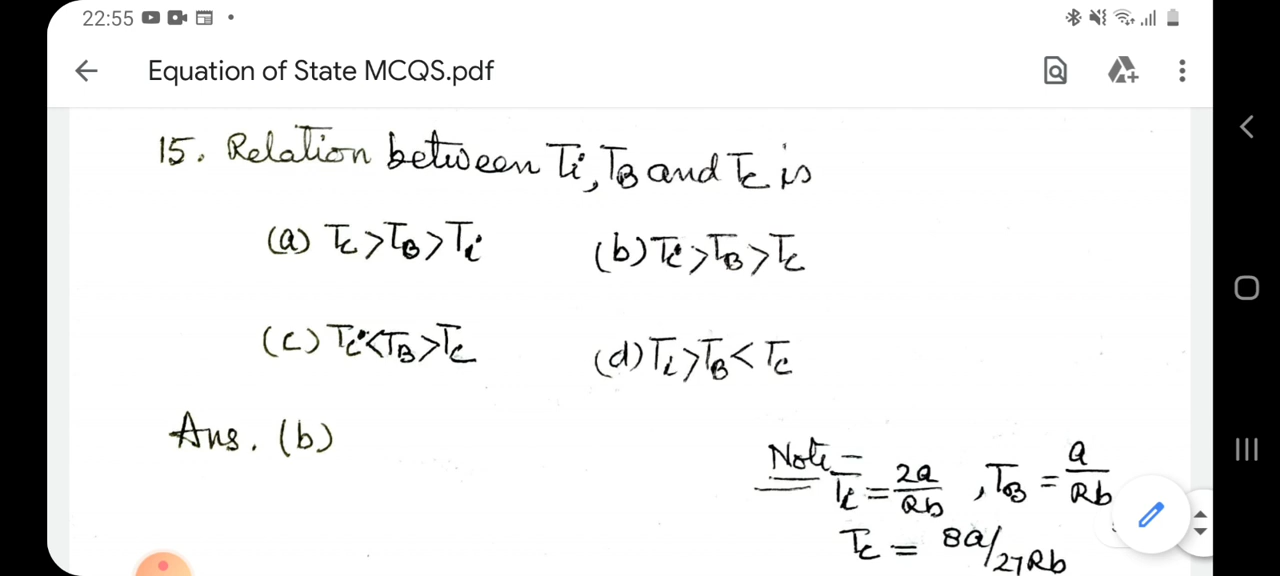 22:55
Equation of State MCQS.pdf
15. Relation between Ti, TB and Tc is
(a) Tc > TB > Ti (b) Ti > TB > Tc
(c) Ti < TB > Tc (d) Ti > TB < Tc
Ans. (b)
Note - Ti = 2a/Rb , TB = a/Rb
Tc = 8a/27Rb